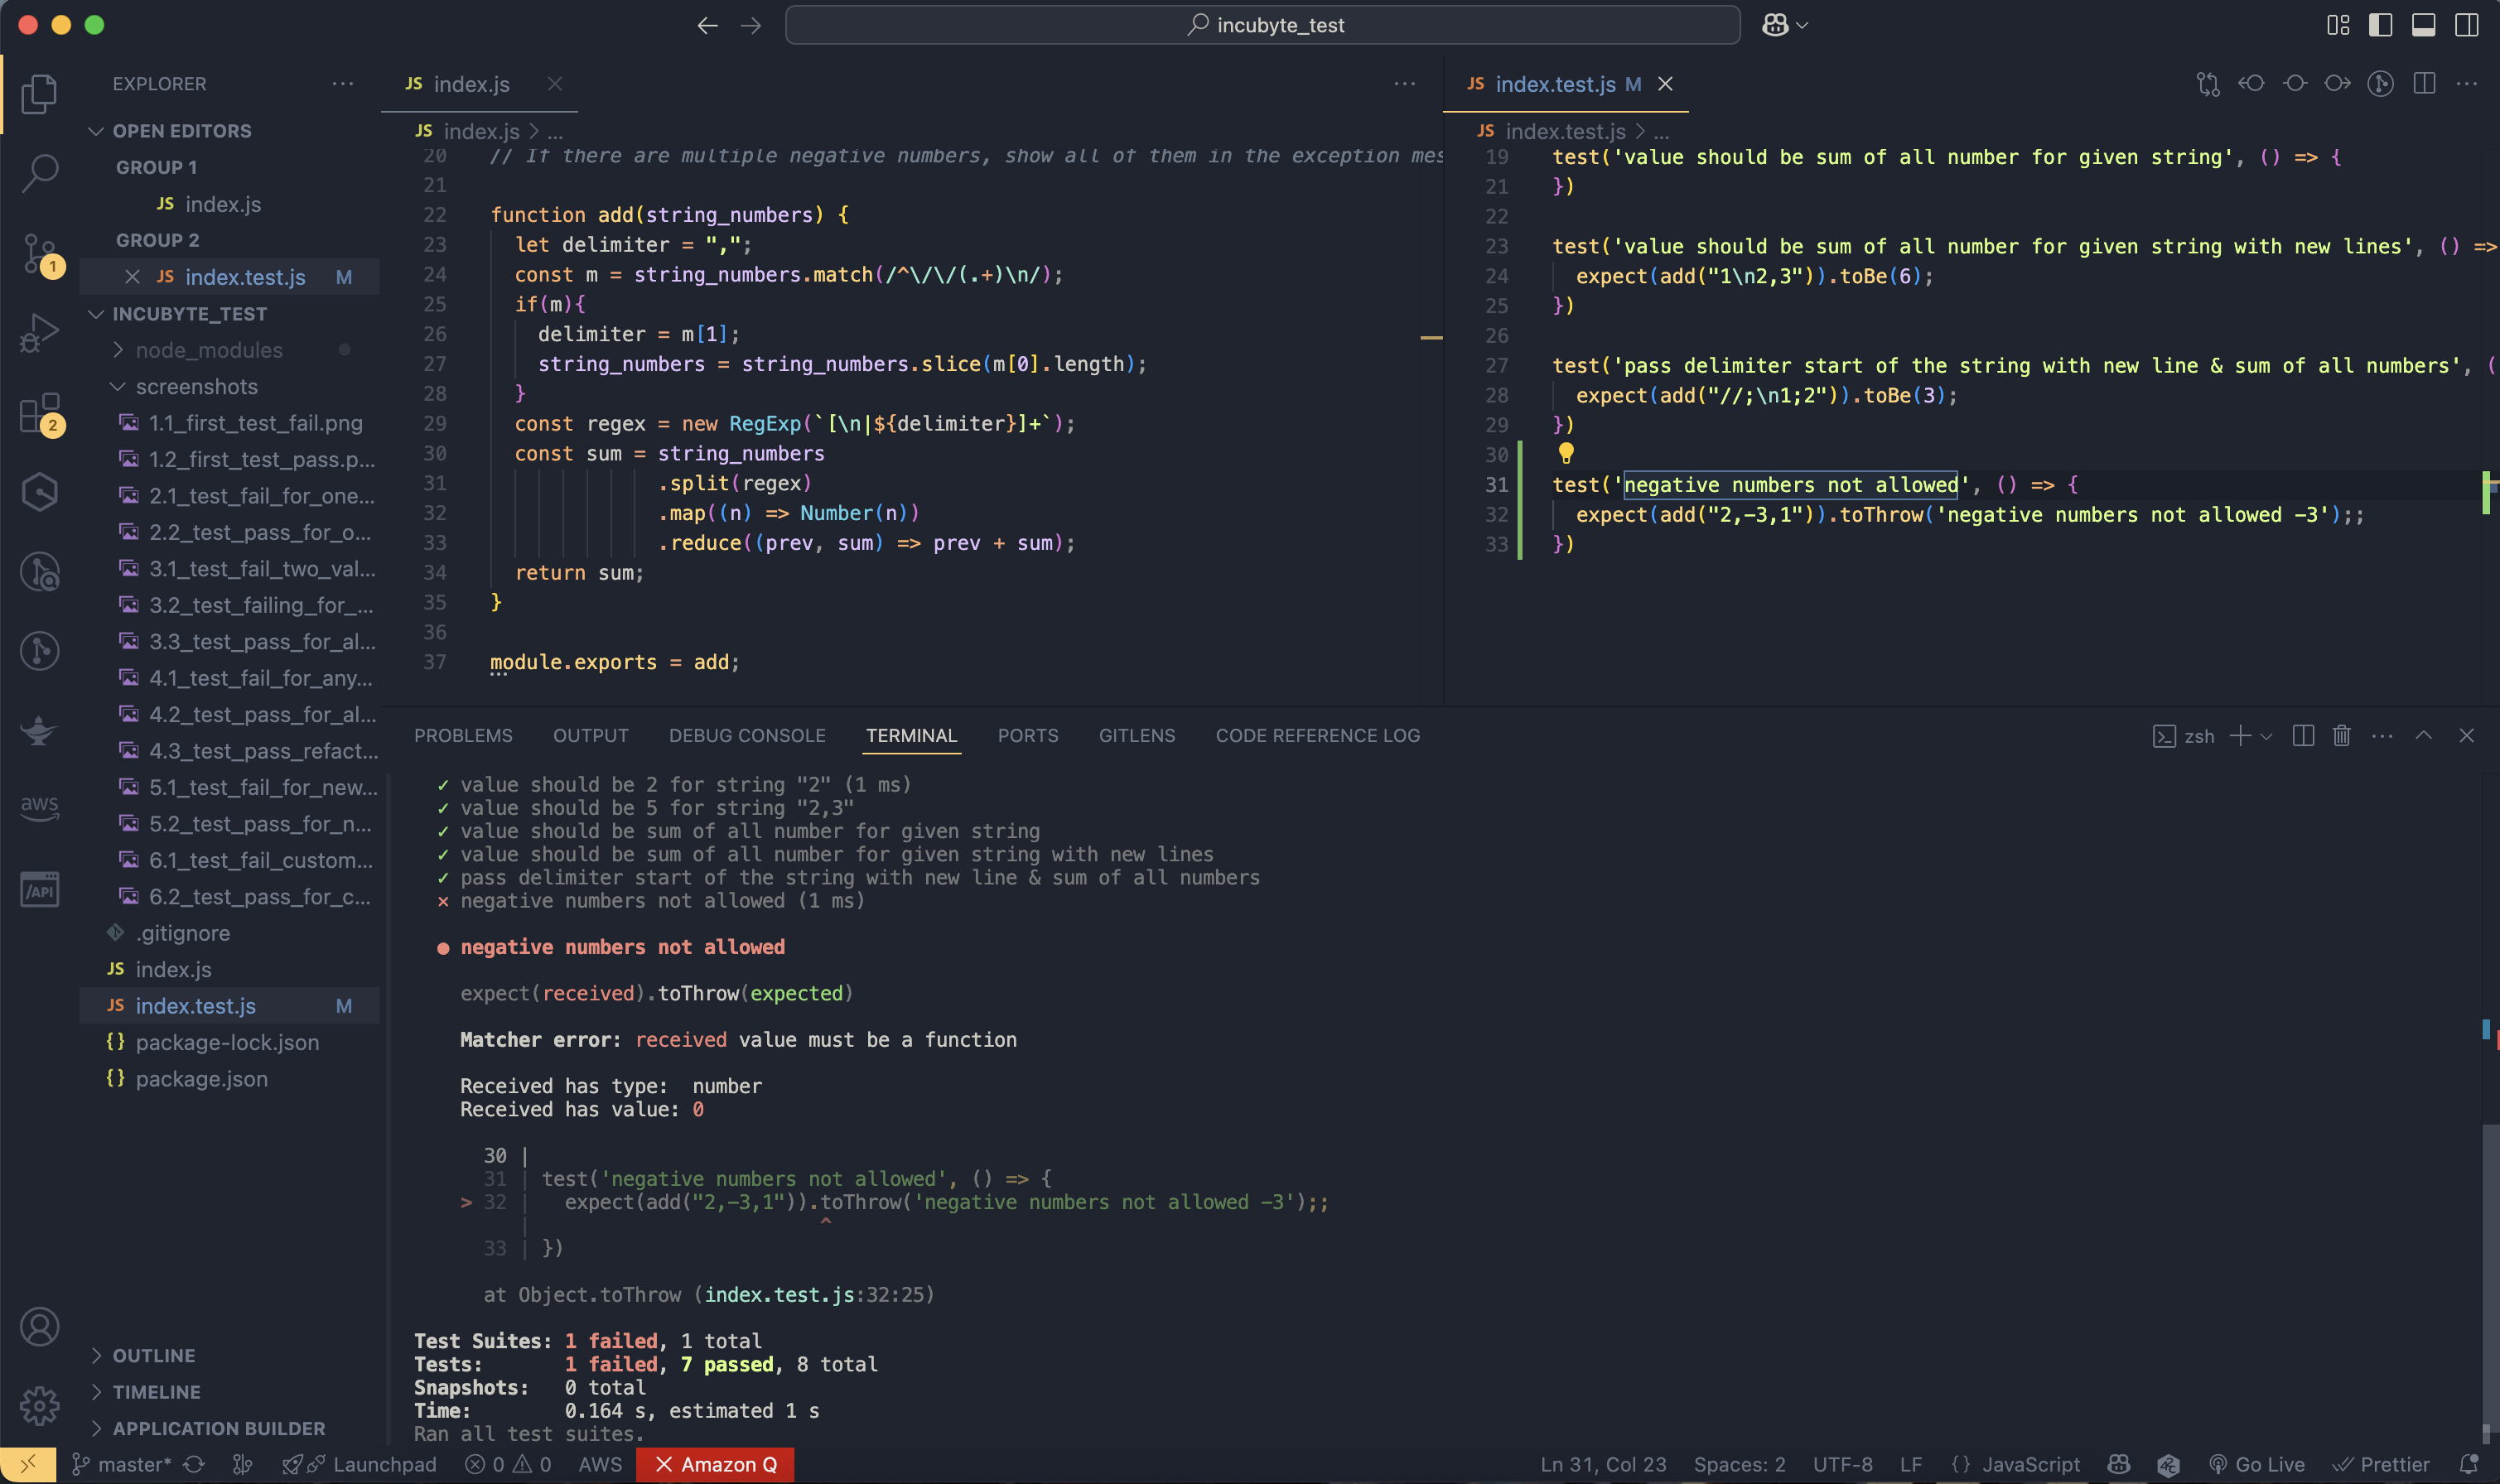 incubyte_test
EXPLORER
OPEN EDITORS
GROUP 1
JS index.js
GROUP 2
JS index.test.js M
INCUBYTE_TEST
node_modules
screenshots
1.1_first_test_fail.png
1.2_first_test_pass.p...
2.1_test_fail_for_one...
2.2_test_pass_for_o...
3.1_test_fail_two_val...
3.2_test_failing_for_...
3.3_test_pass_for_al...
4.1_test_fail_for_any...
4.2_test_pass_for_al...
4.3_test_pass_refact...
5.1_test_fail_for_new...
5.2_test_pass_for_n...
6.1_test_fail_custom...
6.2_test_pass_for_c...
.gitignore
JS index.js
JS index.test.js M
{} package-lock.json
{} package.json
OUTLINE
TIMELINE
APPLICATION BUILDER
1
2
aws
/API
JS index.js
JS index.js > ...
20 // If there are multiple negative numbers, show all of them in the exception mes
21
22 function add(string_numbers) {
23 let delimiter = ",";
24 const m = string_numbers.match(/^\/\/(.+)\n/);
25 if(m){
26 delimiter = m[1];
27 string_numbers = string_numbers.slice(m[0].length);
28 }
29 const regex = new RegExp(`[\n|${delimiter}]+`);
30 const sum = string_numbers
31 .split(regex)
32 .map((n) => Number(n))
33 .reduce((prev, sum) => prev + sum);
34 return sum;
35 }
36
37 module.exports = add;
JS index.test.js M
JS index.test.js > ...
19 test('value should be sum of all number for given string', () => {
21 })
22
23 test('value should be sum of all number for given string with new lines', () =>
24 expect(add("1\n2,3")).toBe(6);
25 })
26
27 test('pass delimiter start of the string with new line & sum of all numbers', (
28 expect(add("//;\n1;2")).toBe(3);
29 })
30
31 test('negative numbers not allowed', () => {
32 expect(add("2,-3,1")).toThrow('negative numbers not allowed -3');;
33 })
PROBLEMS OUTPUT DEBUG CONSOLE TERMINAL PORTS GITLENS CODE REFERENCE LOG
zsh
✓ value should be 2 for string "2" (1 ms)
✓ value should be 5 for string "2,3"
✓ value should be sum of all number for given string
✓ value should be sum of all number for given string with new lines
✓ pass delimiter start of the string with new line & sum of all numbers
✕ negative numbers not allowed (1 ms)
● negative numbers not allowed
expect(received).toThrow(expected)
Matcher error: received value must be a function
Received has type: number
Received has value: 0
30 |
31 | test('negative numbers not allowed', () => {
> 32 | expect(add("2,-3,1")).toThrow('negative numbers not allowed -3');;
| ^
33 | })
at Object.toThrow (index.test.js:32:25)
Test Suites: 1 failed, 1 total
Tests: 1 failed, 7 passed, 8 total
Snapshots: 0 total
Time: 0.164 s, estimated 1 s
Ran all test suites.
master* Launchpad 0 0 AWS Amazon Q Ln 31, Col 23 Spaces: 2 UTF-8 LF {} JavaScript Go Live Prettier